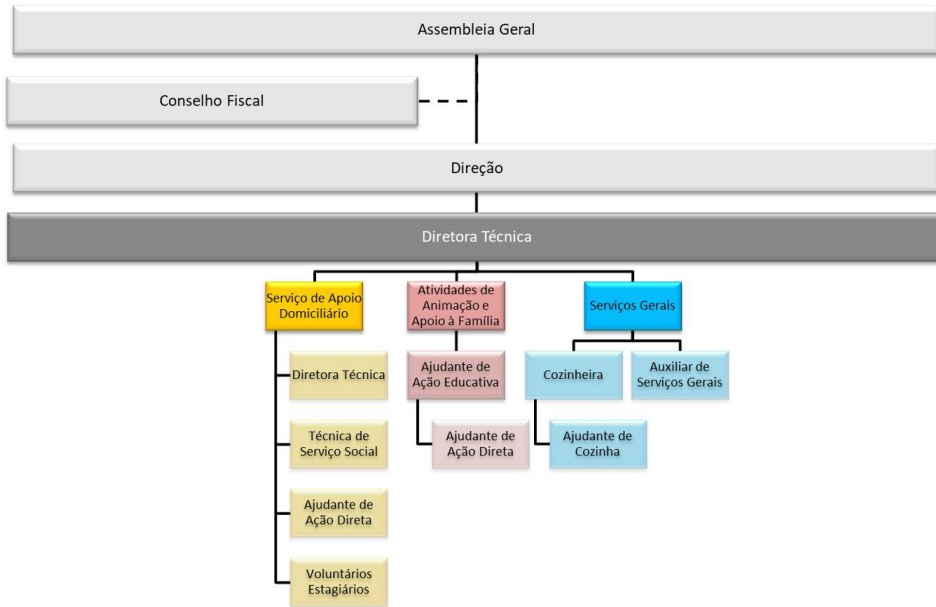 Assembleia Geral
Conselho Fiscal
Direção
Diretora Técnica
Serviço de Apoio
Domiciliário
Atividades de
Animação e
Apoio à Família
Serviços Gerais
Diretora Técnica
Técnica de
Serviço Social
Ajudante de
Ação Direta
Voluntários
Estagiários
Ajudante de
Ação Educativa
Ajudante de
Ação Direta
Cozinheira
Ajudante de
Cozinha
Auxiliar de
Serviços Gerais